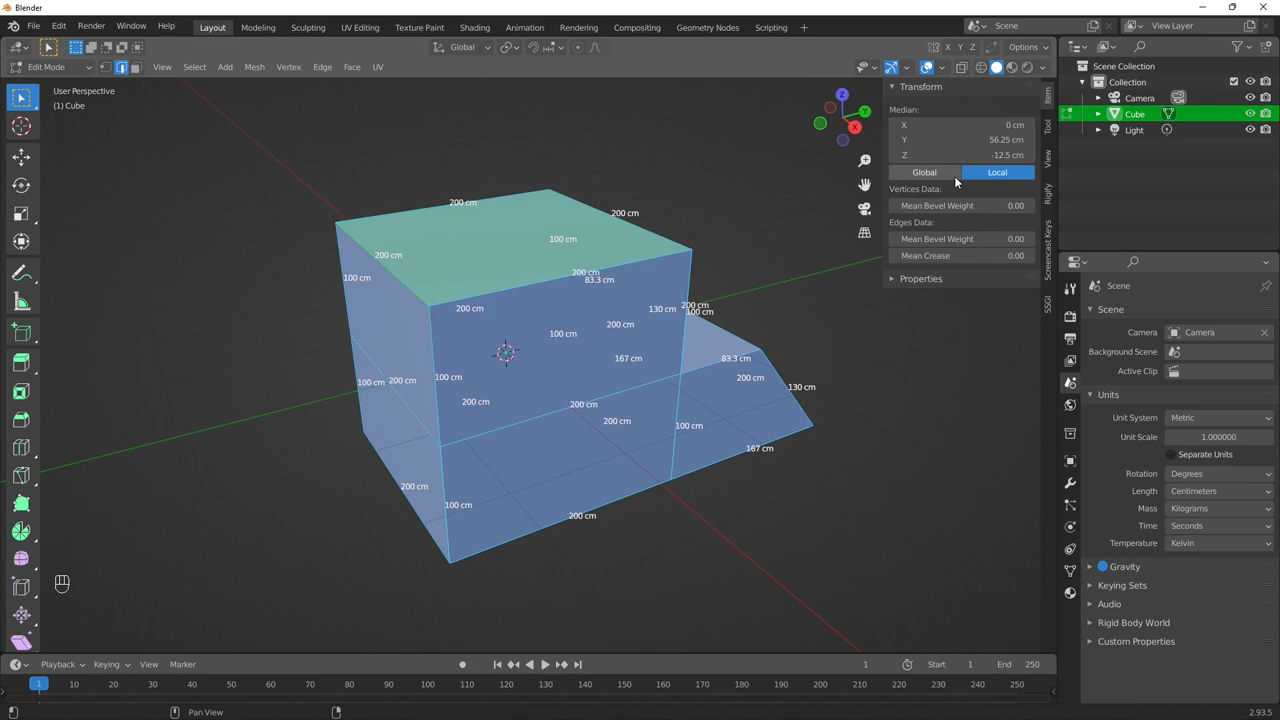 Blender
File Edit Render Window Help Layout Modeling Sculpting UV Editing Texture Paint Shading Animation Rendering Compositing Geometry Nodes Scripting + Scene View Layer
Global X Y Z Options
Edit Mode View Select Add Mesh Vertex Edge Face UV
User Perspective
(1) Cube
Z
Y
X
200 cm
200 cm
100 cm
200 cm
100 cm
200 cm
83.3 cm
200 cm
130 cm
200 cm
100 cm
200 cm
100 cm
167 cm
83.3 cm
100 cm
200 cm
100 cm
200 cm
130 cm
200 cm
200 cm
200 cm
100 cm
167 cm
200 cm
100 cm
200 cm
Transform
Median:
X 0 cm
Y 56.25 cm
Z -12.5 cm
Global Local
Vertices Data:
Mean Bevel Weight 0.00
Edges Data:
Mean Bevel Weight 0.00
Mean Crease 0.00
Properties
Item
Tool
View
Rigify
Screencast Keys
SSGI
Scene Collection
Collection
Camera
Cube
Light
Scene
Scene
Camera Camera
Background Scene
Active Clip
Units
Unit System Metric
Unit Scale 1.000000
Separate Units
Rotation Degrees
Length Centimeters
Mass Kilograms
Time Seconds
Temperature Kelvin
Gravity
Keying Sets
Audio
Rigid Body World
Custom Properties
Playback Keying View Marker 1 Start 1 End 250
1 10 20 30 40 50 60 70 80 90 100 110 120 130 140 150 160 170 180 190 200 210 220 230 240 250
Pan View 2.93.5